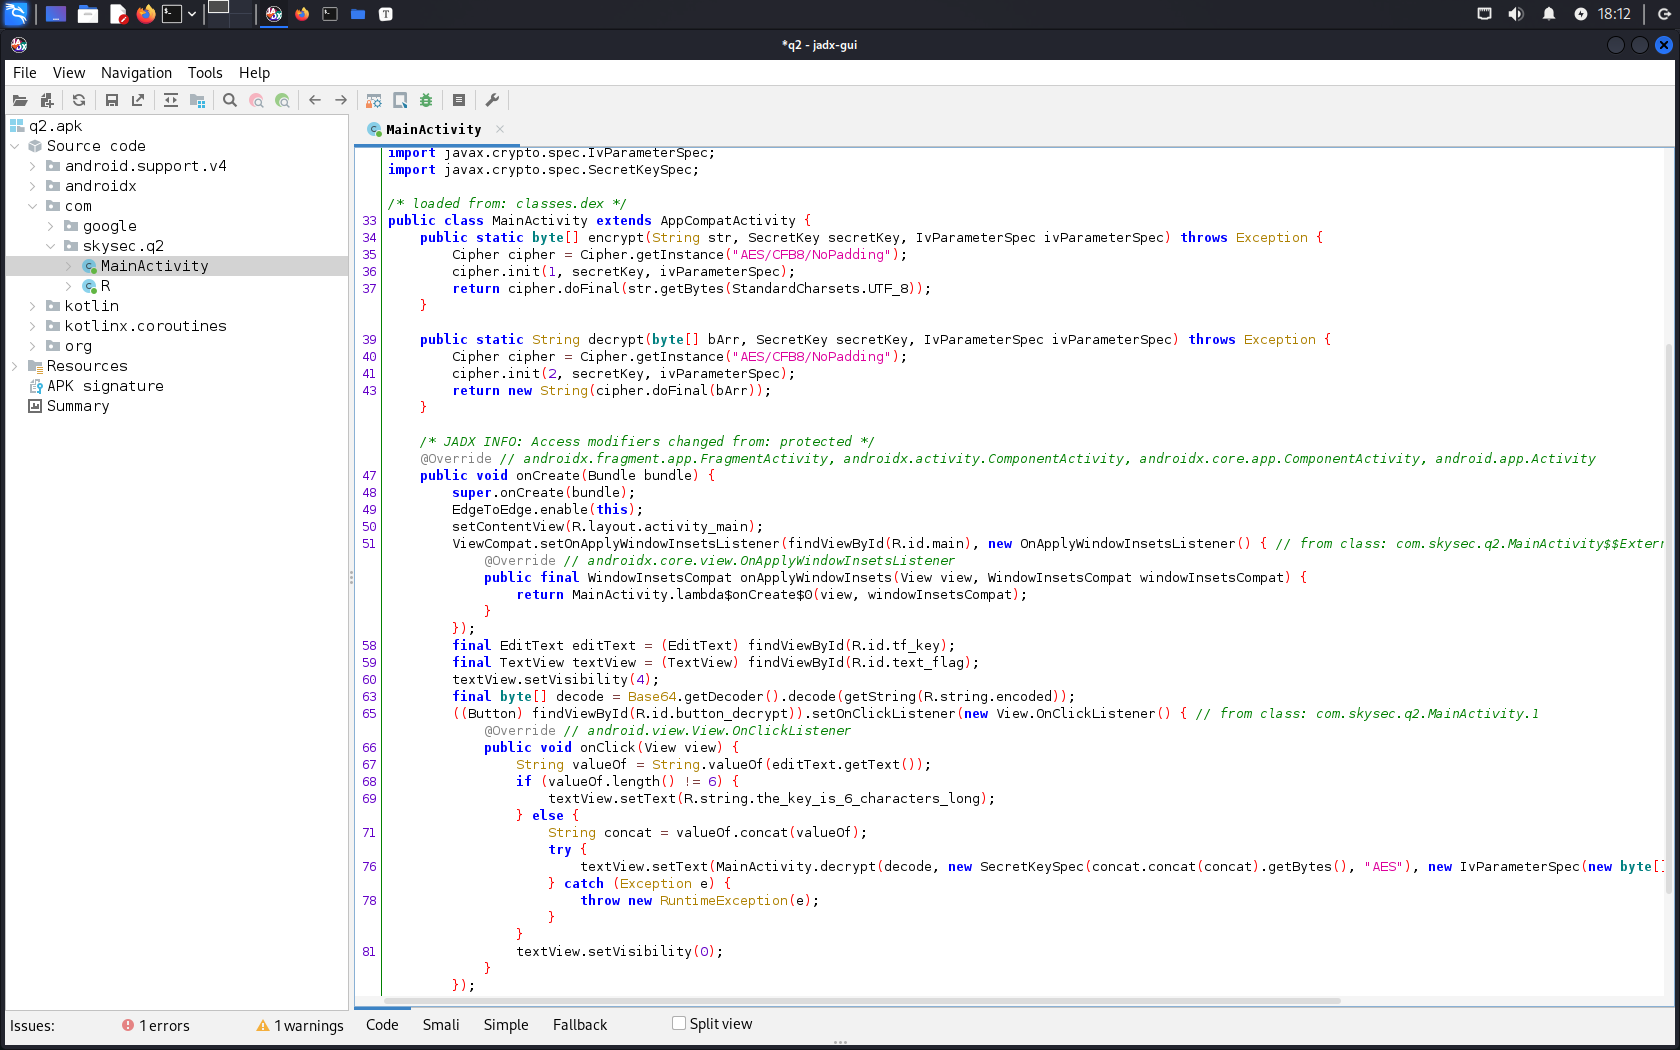 18:12
*q2 - jadx-gui
File View Navigation Tools Help
q2.apk
Source code
android.support.v4
androidx
com
google
skysec.q2
MainActivity
R
kotlin
kotlinx.coroutines
org
Resources
APK signature
Summary
MainActivity
import javax.crypto.spec.IvParameterSpec;
import javax.crypto.spec.SecretKeySpec;
/* loaded from: classes.dex */
33 public class MainActivity extends AppCompatActivity {
34 public static byte[] encrypt(String str, SecretKey secretKey, IvParameterSpec ivParameterSpec) throws Exception {
35 Cipher cipher = Cipher.getInstance("AES/CFB8/NoPadding");
36 cipher.init(1, secretKey, ivParameterSpec);
37 return cipher.doFinal(str.getBytes(StandardCharsets.UTF_8));
}
39 public static String decrypt(byte[] bArr, SecretKey secretKey, IvParameterSpec ivParameterSpec) throws Exception {
40 Cipher cipher = Cipher.getInstance("AES/CFB8/NoPadding");
41 cipher.init(2, secretKey, ivParameterSpec);
43 return new String(cipher.doFinal(bArr));
}
/* JADX INFO: Access modifiers changed from: protected */
@Override // androidx.fragment.app.FragmentActivity, androidx.activity.ComponentActivity, androidx.core.app.ComponentActivity, android.app.Activity
47 public void onCreate(Bundle bundle) {
48 super.onCreate(bundle);
49 EdgeToEdge.enable(this);
50 setContentView(R.layout.activity_main);
51 ViewCompat.setOnApplyWindowInsetsListener(findViewById(R.id.main), new OnApplyWindowInsetsListener() { // from class: com.skysec.q2.MainActivity$$Extern
@Override // androidx.core.view.OnApplyWindowInsetsListener
public final WindowInsetsCompat onApplyWindowInsets(View view, WindowInsetsCompat windowInsetsCompat) {
return MainActivity.lambda$onCreate$0(view, windowInsetsCompat);
}
});
58 final EditText editText = (EditText) findViewById(R.id.tf_key);
59 final TextView textView = (TextView) findViewById(R.id.text_flag);
60 textView.setVisibility(4);
63 final byte[] decode = Base64.getDecoder().decode(getString(R.string.encoded));
65 ((Button) findViewById(R.id.button_decrypt)).setOnClickListener(new View.OnClickListener() { // from class: com.skysec.q2.MainActivity.1
@Override // android.view.View.OnClickListener
66 public void onClick(View view) {
67 String valueOf = String.valueOf(editText.getText());
68 if (valueOf.length() != 6) {
69 textView.setText(R.string.the_key_is_6_characters_long);
} else {
71 String concat = valueOf.concat(valueOf);
try {
76 textView.setText(MainActivity.decrypt(decode, new SecretKeySpec(concat.concat(concat).getBytes(), "AES"), new IvParameterSpec(new byte[]
} catch (Exception e) {
78 throw new RuntimeException(e);
}
}
81 textView.setVisibility(0);
}
});
Issues: 1 errors 1 warnings Code Smali Simple Fallback Split view